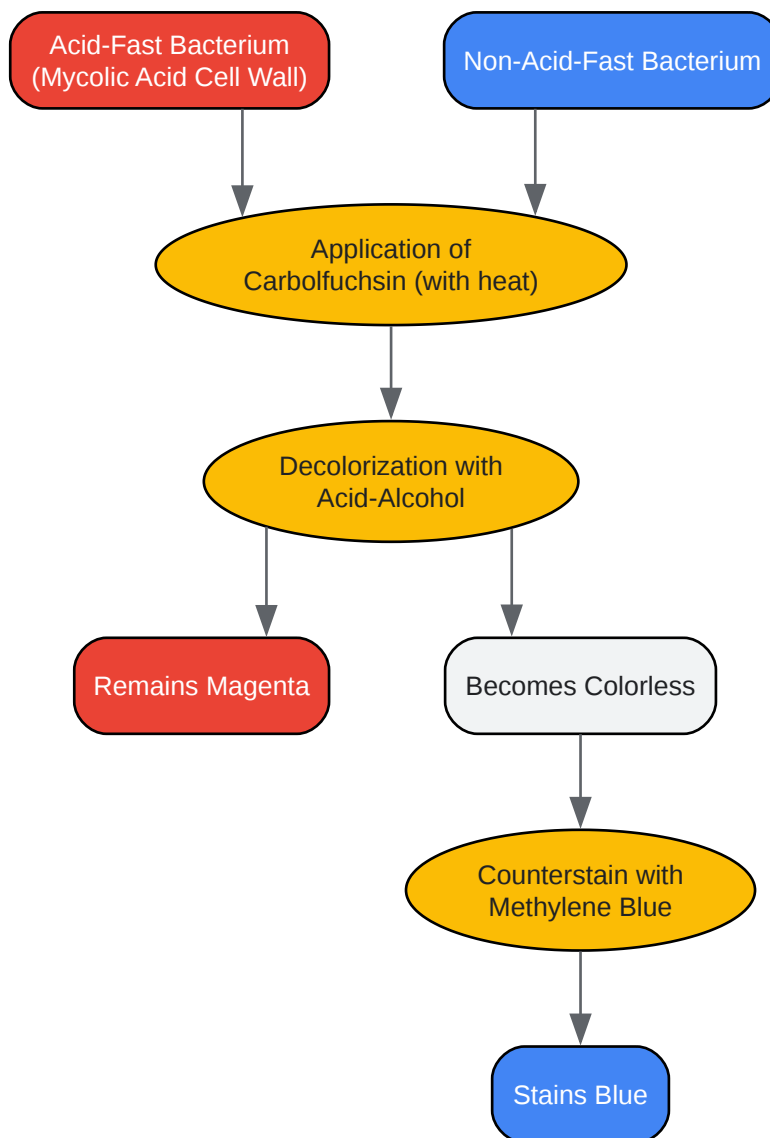 Acid-Fast Bacterium
(Mycolic Acid Cell Wall)
Non-Acid-Fast Bacterium
Application of
Carbolfuchsin (with heat)
Decolorization with
Acid-Alcohol
Remains Magenta
Becomes Colorless
Counterstain with
Methylene Blue
Stains Blue